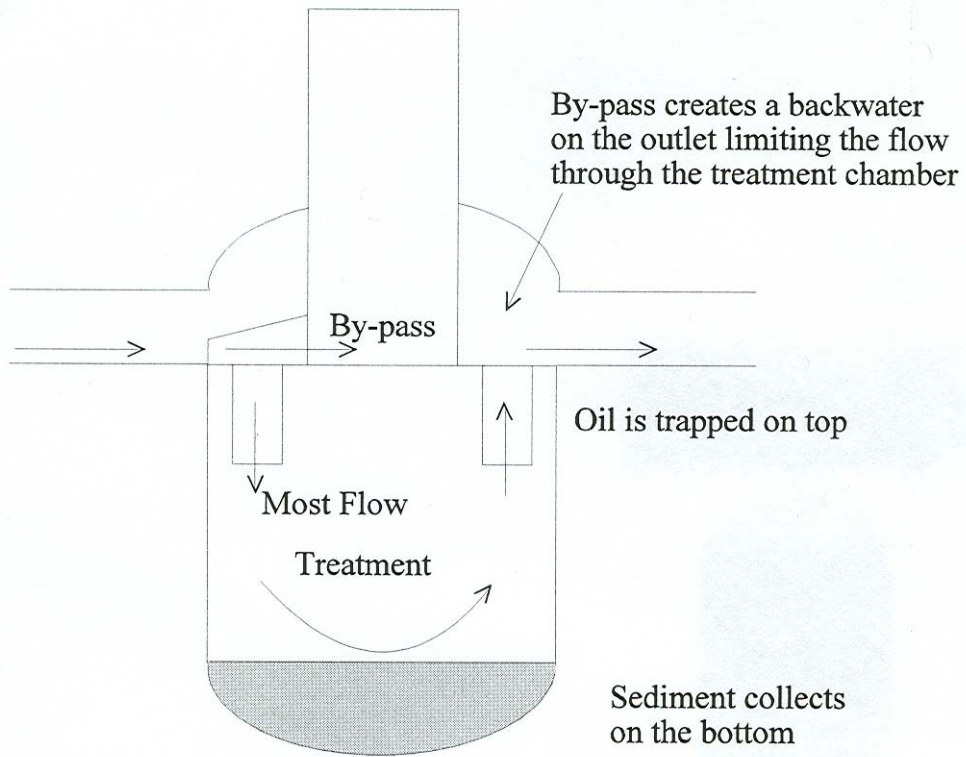 By-pass creates a backwater
on the outlet limiting the flow
through the treatment chamber
By-pass
Oil is trapped on top
Most Flow
Treatment
Sediment collects
on the bottom